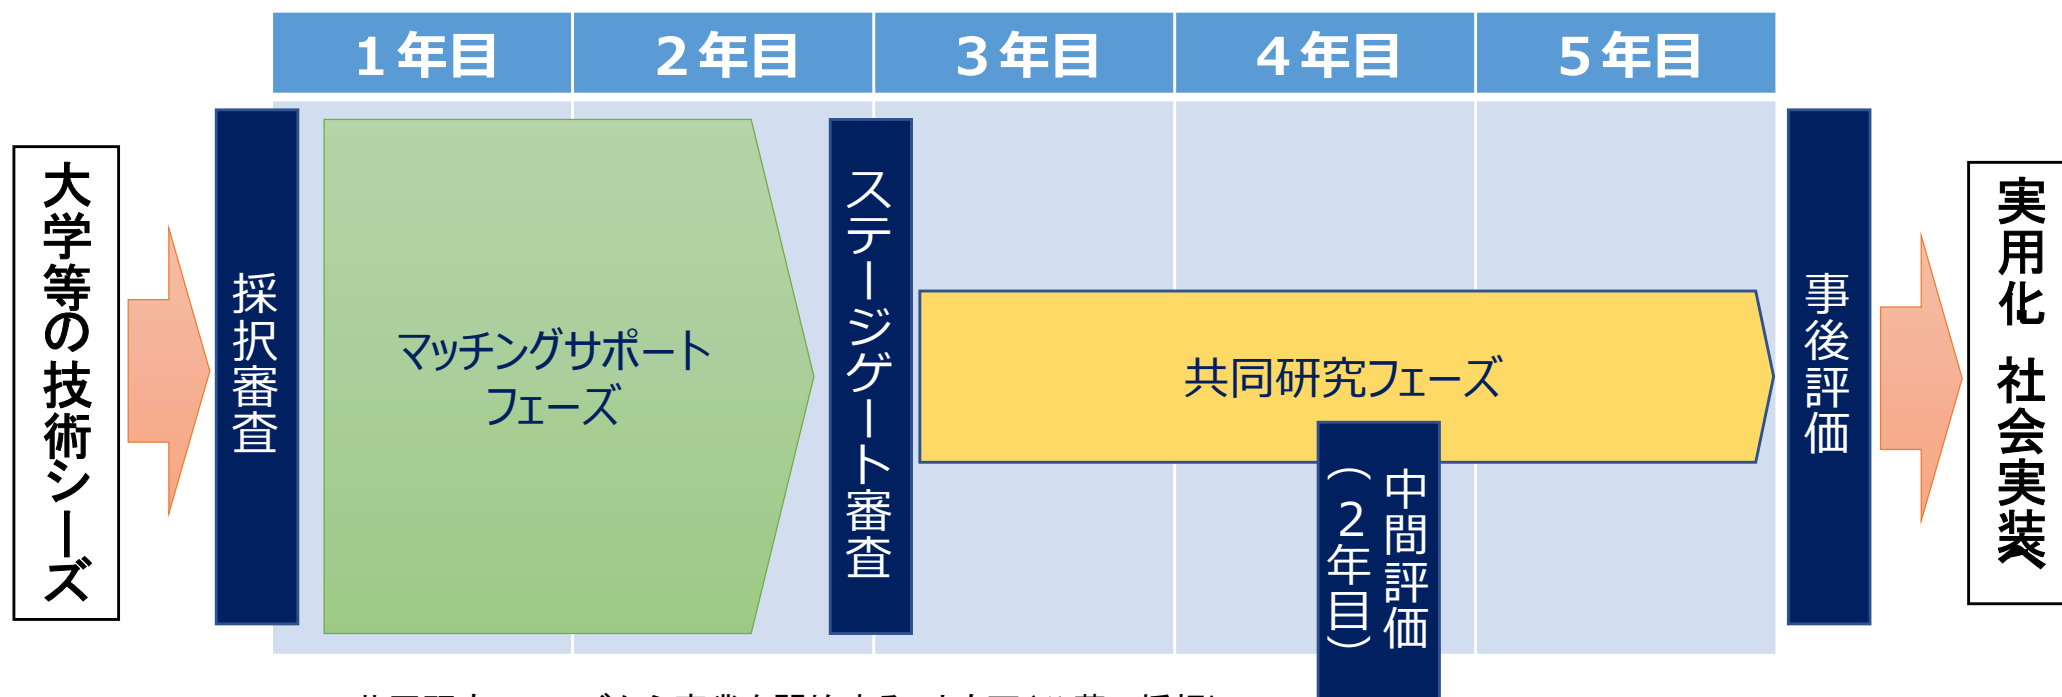 1年目
2年目
3年目
4年目
5年目
大学等の技術シーズ
採択審査
マッチングサポート
フェーズ
ステージゲート審査
共同研究フェーズ
中間評価
(2年目)
事後評価
実用化 社会実装